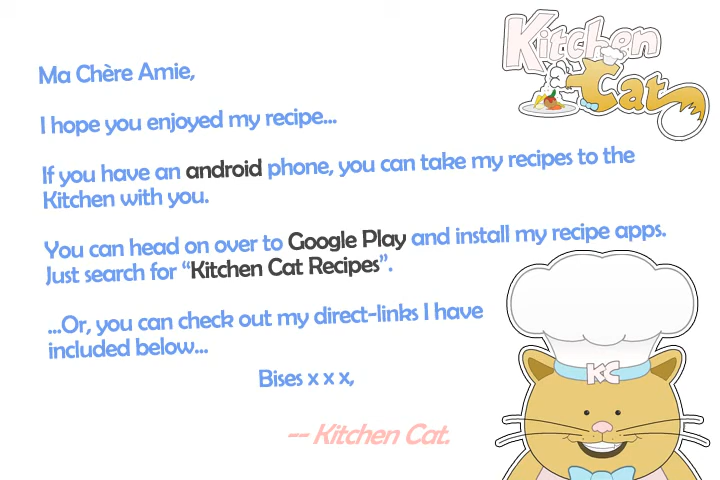 Kitchen
Cat
Ma Chère Amie,
I hope you enjoyed my recipe...
If you have an android phone, you can take my recipes to the
Kitchen with you.
You can head on over to Google Play and install my recipe apps.
Just search for “Kitchen Cat Recipes”.
...Or, you can check out my direct-links I have
included below...
Bises x x x,
-- Kitchen Cat.
KC